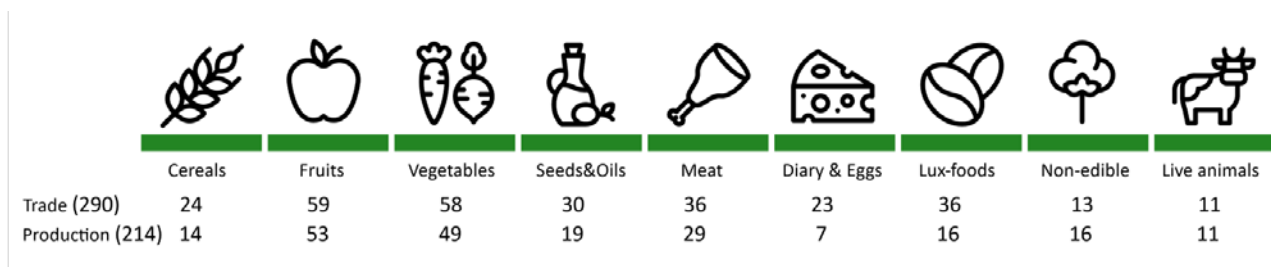 Cereals Fruits Vegetables Seeds&Oils Meat Diary & Eggs Lux-foods Non-edible Live animals
Trade (290) 24 59 58 30 36 23 36 13 11
Production (214) 14 53 49 19 29 7 16 16 11